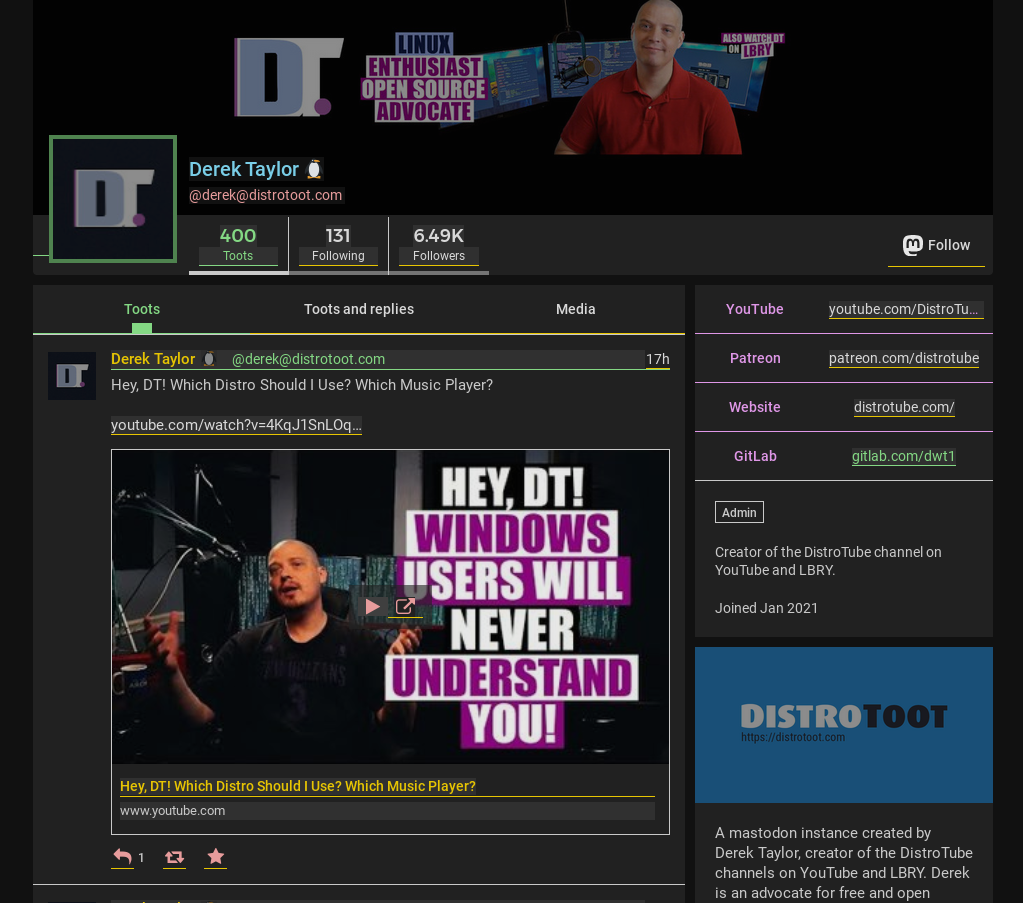 DT.
LINUX
ENTHUSIAST
OPEN SOURCE
ADVOCATE
ALSO WATCH DT
ON LBRY
DT.
Derek Taylor
@derek@distrotoot.com
400
Toots
131
Following
6.49K
Followers
Follow
Toots
Toots and replies
Media
DT.
Derek Taylor
@derek@distrotoot.com
17h
Hey, DT! Which Distro Should I Use? Which Music Player?
youtube.com/watch?v=4KqJ1SnLOq…
HEY, DT!
WINDOWS
USERS WILL
NEVER
UNDERSTAND
YOU!
NEW ORLEANS
3
Hey, DT! Which Distro Should I Use? Which Music Player?
www.youtube.com
1
YouTube
youtube.com/DistroTu…
Patreon
patreon.com/distrotube
Website
distrotube.com/
GitLab
gitlab.com/dwt1
Admin
Creator of the DistroTube channel on
YouTube and LBRY.
Joined Jan 2021
DISTROTOOT
https://distrotoot.com
A mastodon instance created by
Derek Taylor, creator of the DistroTube
channels on YouTube and LBRY. Derek
is an advocate for free and open